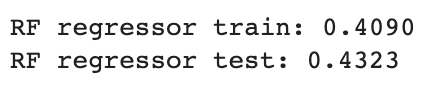 RF regressor train: 0.4090
RF regressor test: 0.4323